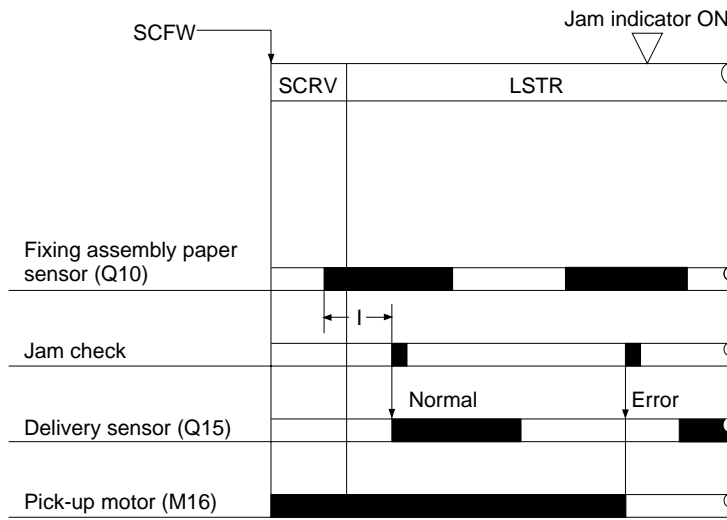 Jam indicator ON
SCFW
SCRV
LSTR
Fixing assembly paper
sensor (Q10)
I
Jam check
Normal
Error
Delivery sensor (Q15)
Pick-up motor (M16)